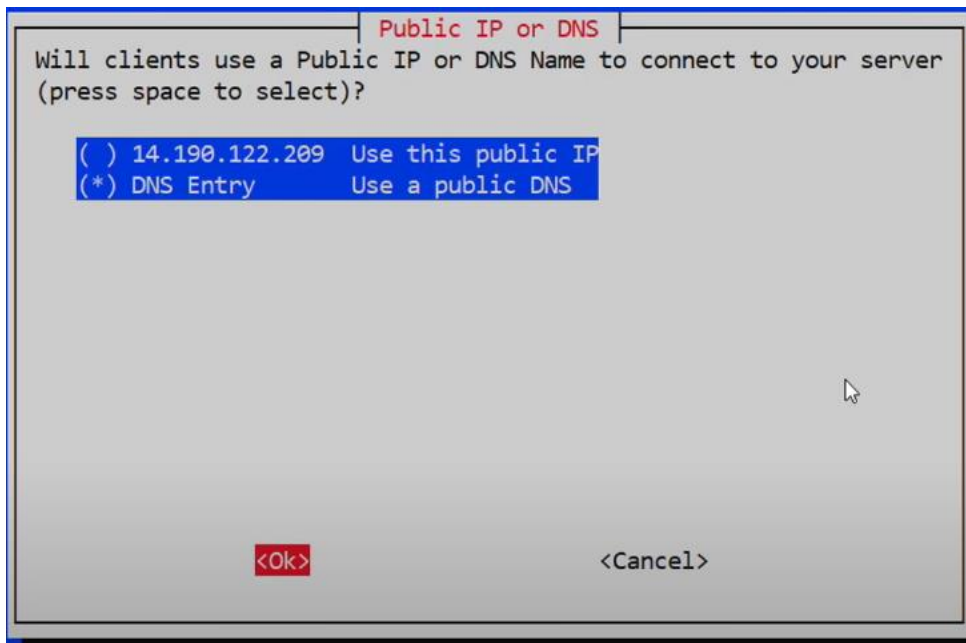 Public IP or DNS
Will clients use a Public IP or DNS Name to connect to your server
(press space to select)?
( ) 14.190.122.209 Use this public IP
(*) DNS Entry Use a public DNS
<Ok> <Cancel>